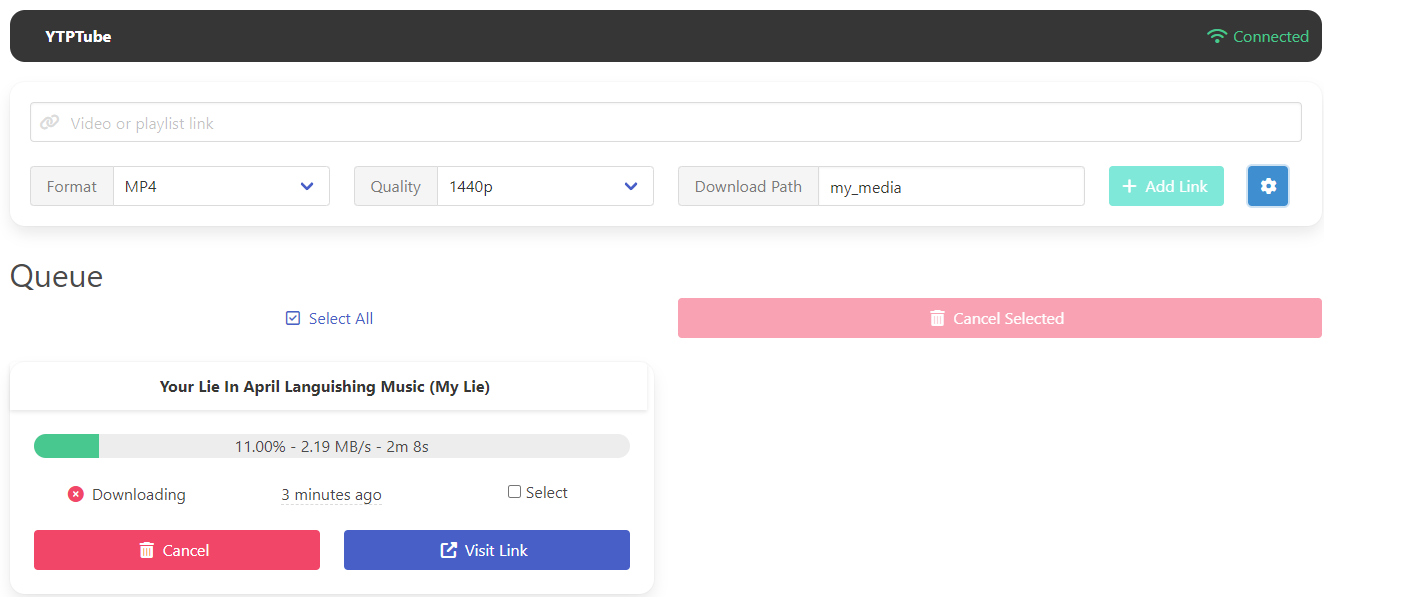 YTPTube Connected
Video or playlist link
Format MP4 Quality 1440p Download Path my_media + Add Link
Queue
Select All Cancel Selected
Your Lie In April Languishing Music (My Lie)
11.00% - 2.19 MB/s - 2m 8s
Downloading 3 minutes ago Select
Cancel Visit Link